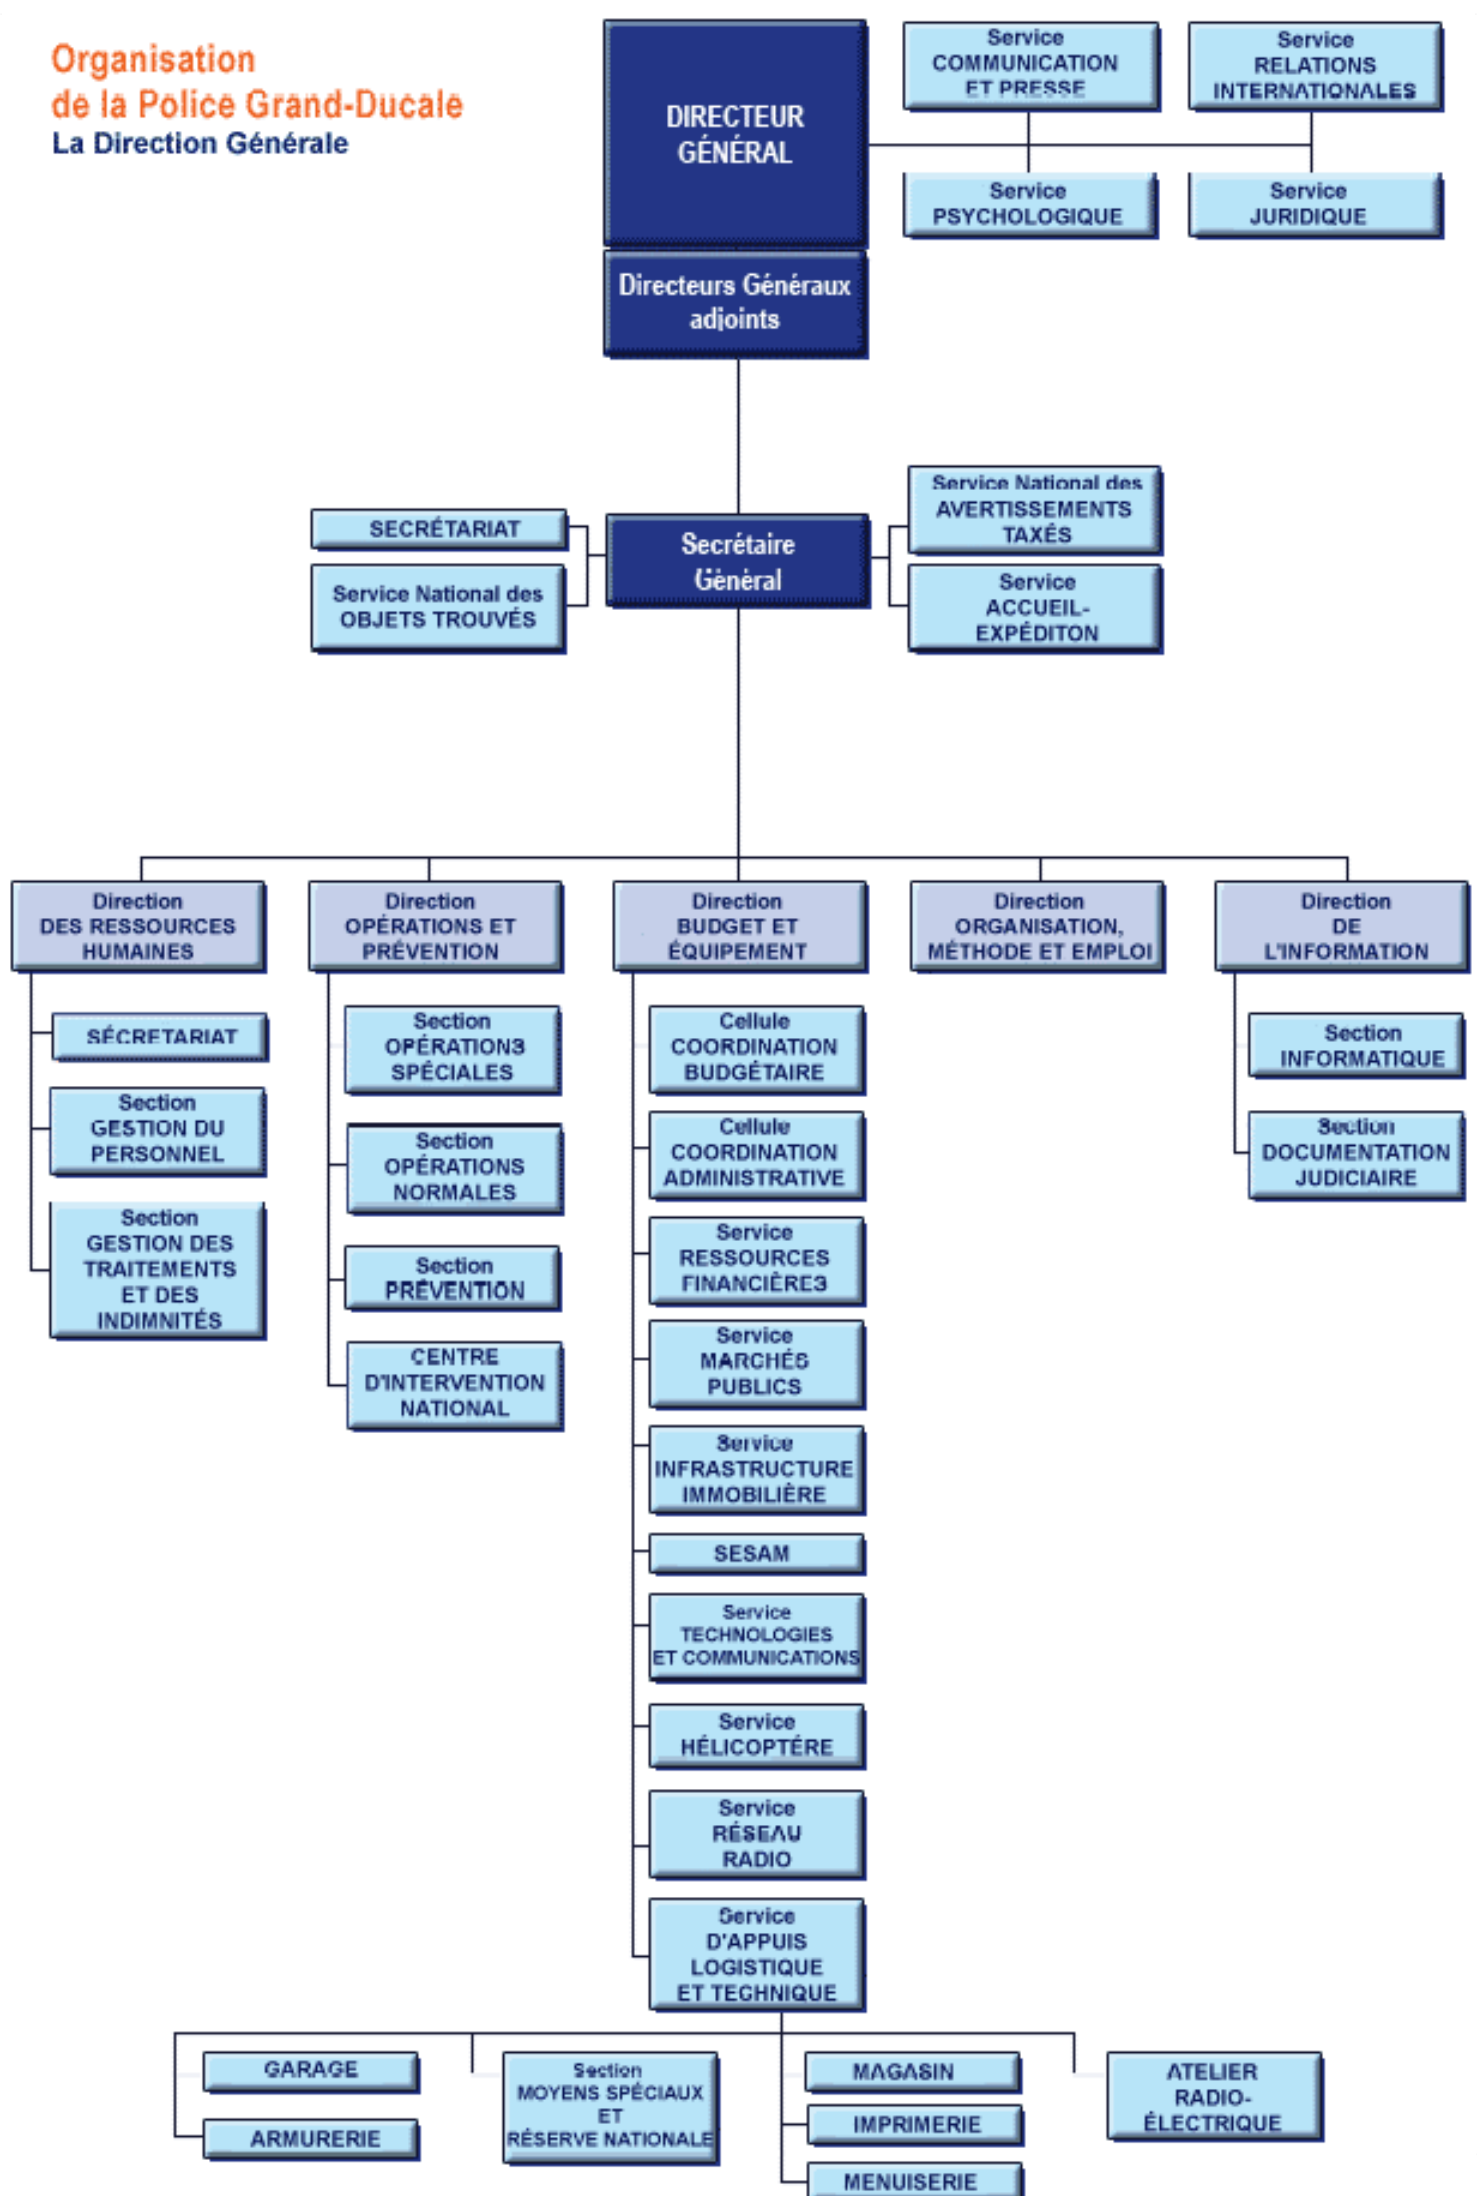 Organisation
de la Police Grand-Ducale
La Direction Générale
DIRECTEUR
GÉNÉRAL
Directeurs Généraux
adjoints
Service
COMMUNICATION
ET PRESSE
Service
RELATIONS
INTERNATIONALES
Service
PSYCHOLOGIQUE
Service
JURIDIQUE
SECRÉTARIAT
Service National des
OBJETS TROUVÉS
Secrétaire
Général
Service National des
AVERTISSEMENTS
TAXÉS
Service
ACCUEIL-
EXPÉDITON
Direction
DES RESSOURCES
HUMAINES
SÉCRETARIAT
Section
GESTION DU
PERSONNEL
Section
GESTION DES
TRAITEMENTS
ET DES
INDIMNITÉS
Direction
OPÉRATIONS ET
PRÉVENTION
Section
OPÉRATIONS
SPÉCIALES
Section
OPÉRATIONS
NORMALES
Section
PRÉVENTION
CENTRE
D'INTERVENTION
NATIONAL
Direction
BUDGET ET
ÉQUIPEMENT
Cellule
COORDINATION
BUDGÉTAIRE
Cellule
COORDINATION
ADMINISTRATIVE
Service
RESSOURCES
FINANCIÈRES
Service
MARCHÉS
PUBLICS
Service
INFRASTRUCTURE
IMMOBILIÈRE
SESAM
Service
TECHNOLOGIES
ET COMMUNICATIONS
Service
HÉLICOPTÉRE
Service
RÉSEAU
RADIO
Service
D'APPUIS
LOGISTIQUE
ET TECHNIQUE
Direction
ORGANISATION,
MÉTHODE ET EMPLOI
Direction
DE
L'INFORMATION
Section
INFORMATIQUE
Section
DOCUMENTATION
JUDICIAIRE
GARAGE
ARMURERIE
Section
MOYENS SPÉCIAUX
ET
RÉSERVE NATIONALE
MAGASIN
IMPRIMERIE
MENUISERIE
ATELIER
RADIO-
ÉLECTRIQUE